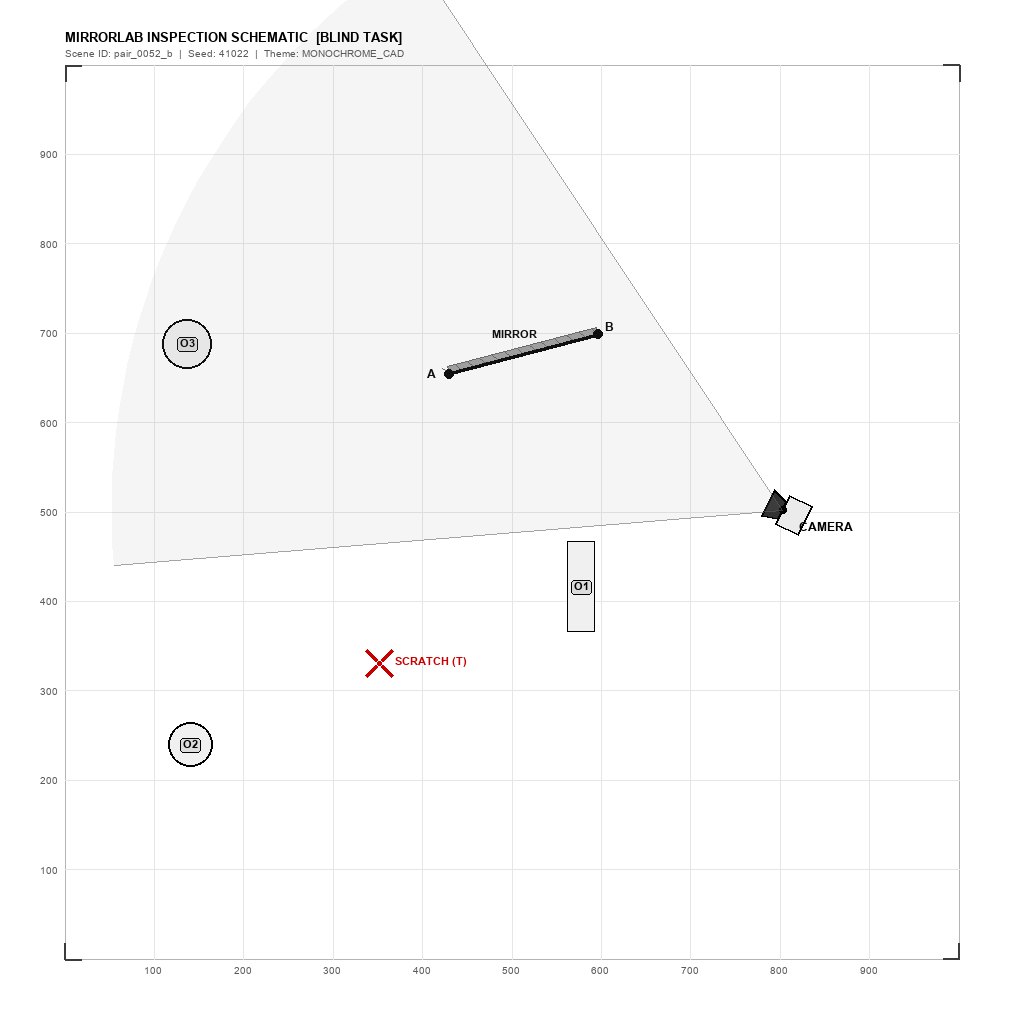 MIRRORLAB INSPECTION SCHEMATIC [BLIND TASK]
Scene ID: pair_0052_b | Seed: 41022 | Theme: MONOCHROME_CAD
900
800
700
600
500
400
300
200
100
B
MIRROR
O3
A
CAMERA
O1
SCRATCH (T)
O2
100
200
300
400
500
600
700
800
900